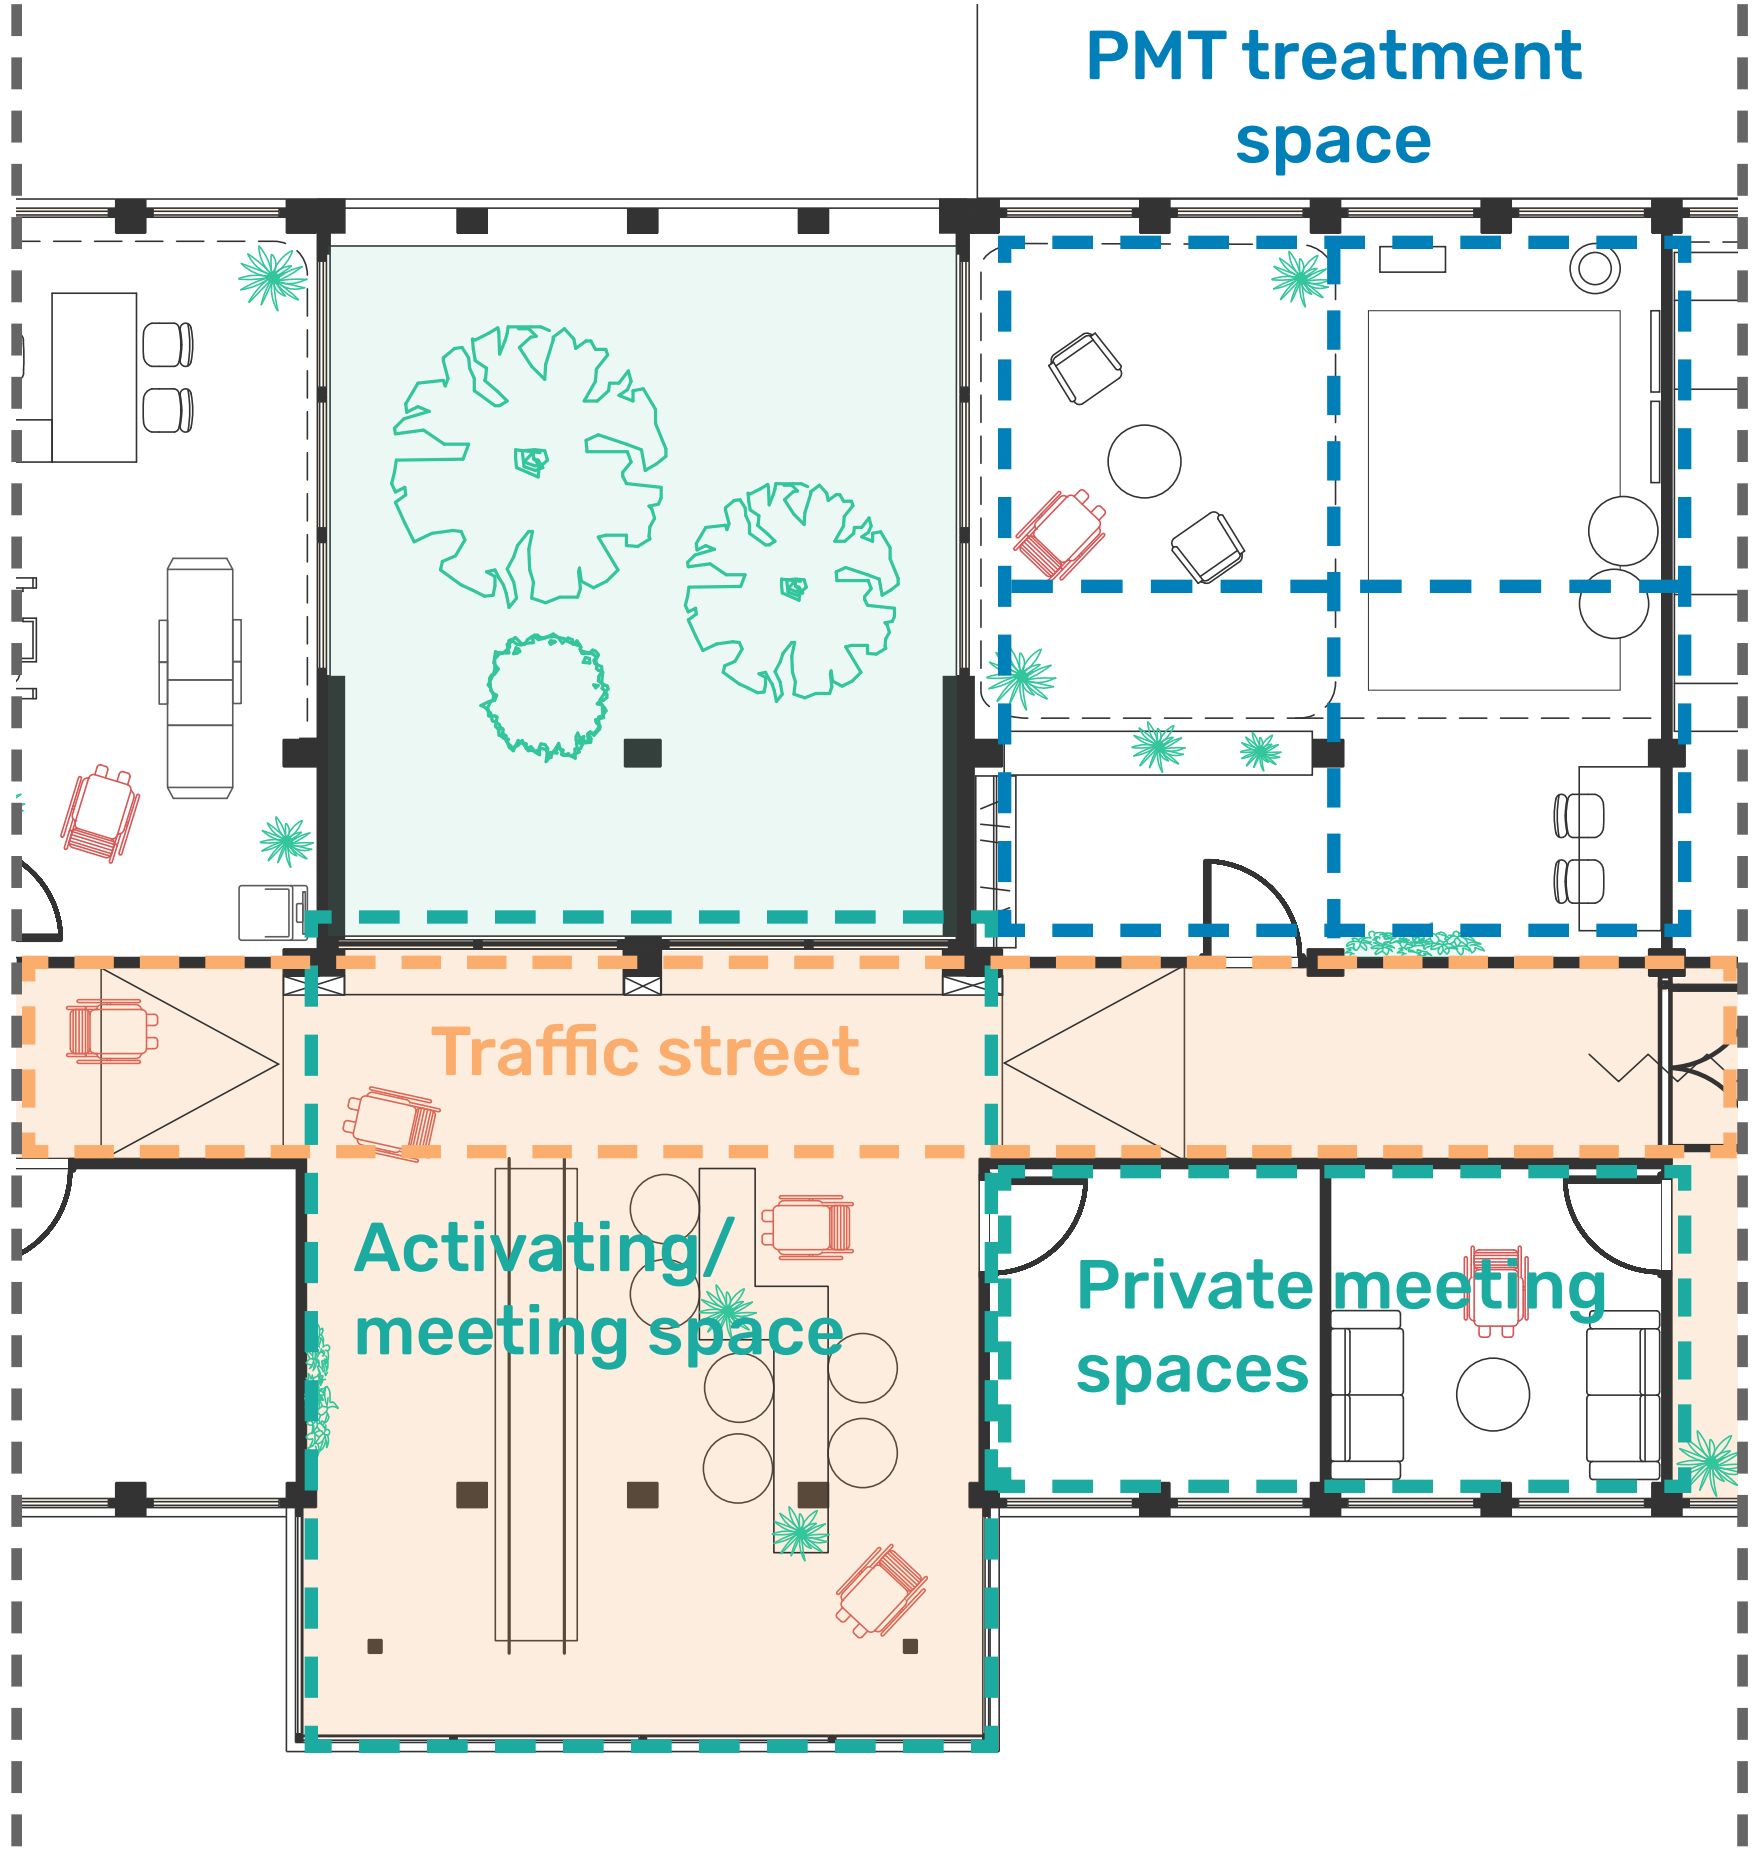 PMT treatment
space
Traffic street
Activating/
meeting space
Private meeting
spaces